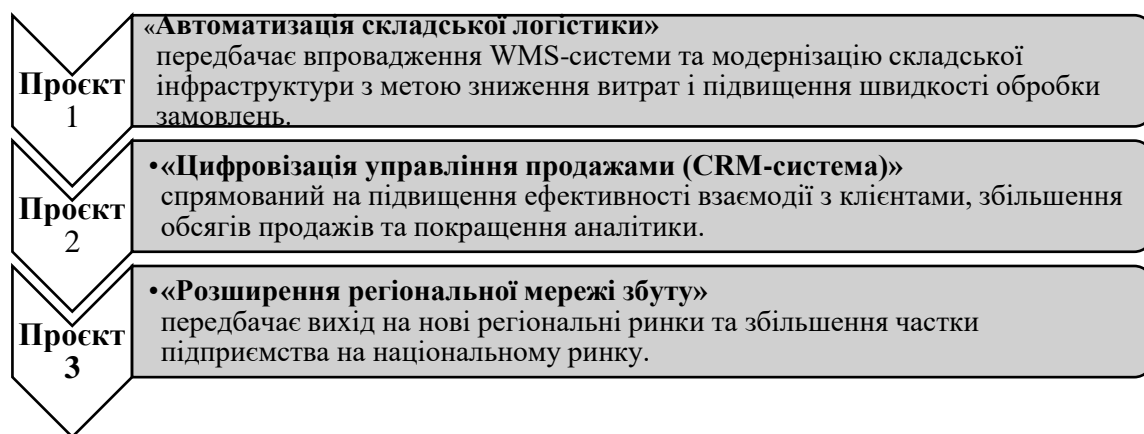 Проєкт
1
«Автоматизація складської логістики»
передбачає впровадження WMS-системи та модернізацію складської
інфраструктури з метою зниження витрат і підвищення швидкості обробки
замовлень.
Проєкт
2
•«Цифровізація управління продажами (CRM-система)»
спрямований на підвищення ефективності взаємодії з клієнтами, збільшення
обсягів продажів та покращення аналітики.
Проєкт
3
•«Розширення регіональної мережі збуту»
передбачає вихід на нові регіональні ринки та збільшення частки
підприємства на національному ринку.